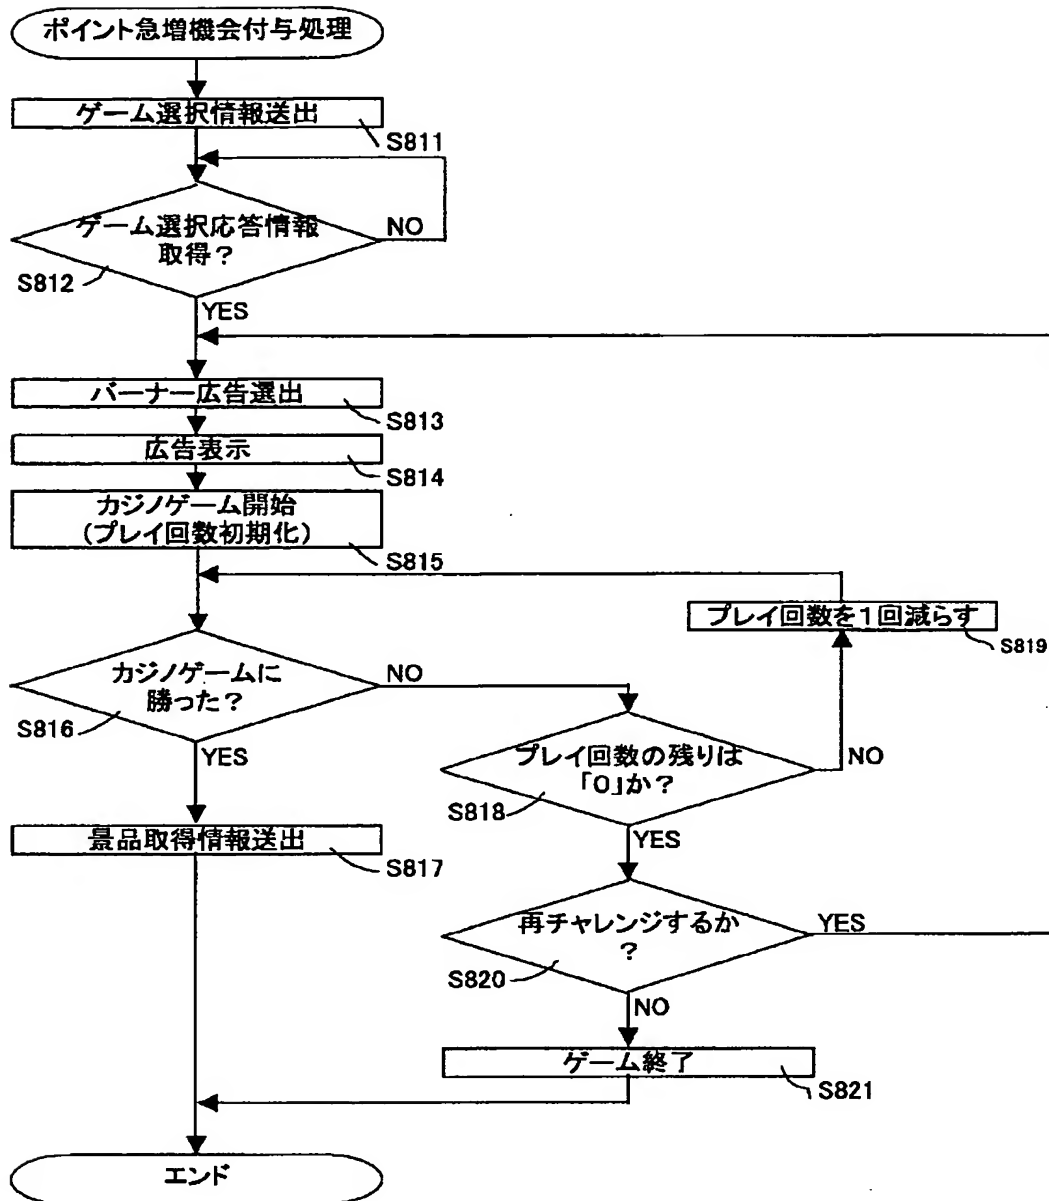 ポイント急増機会付与処理
ゲーム選択情報送出
S811
ゲーム選択応答情報
取得？
NO
S812
YES
バーナー広告選出
S813
広告表示
S814
カジノゲーム開始
(プレイ回数初期化)
S815
プレイ回数を1回減らす
S819
カジノゲームに
勝った？
NO
S816
YES
プレイ回数の残りは
「0」か？
NO
S818
YES
景品取得情報送出
S817
再チャレンジするか
？
YES
S820
NO
ゲーム終了
S821
エンド